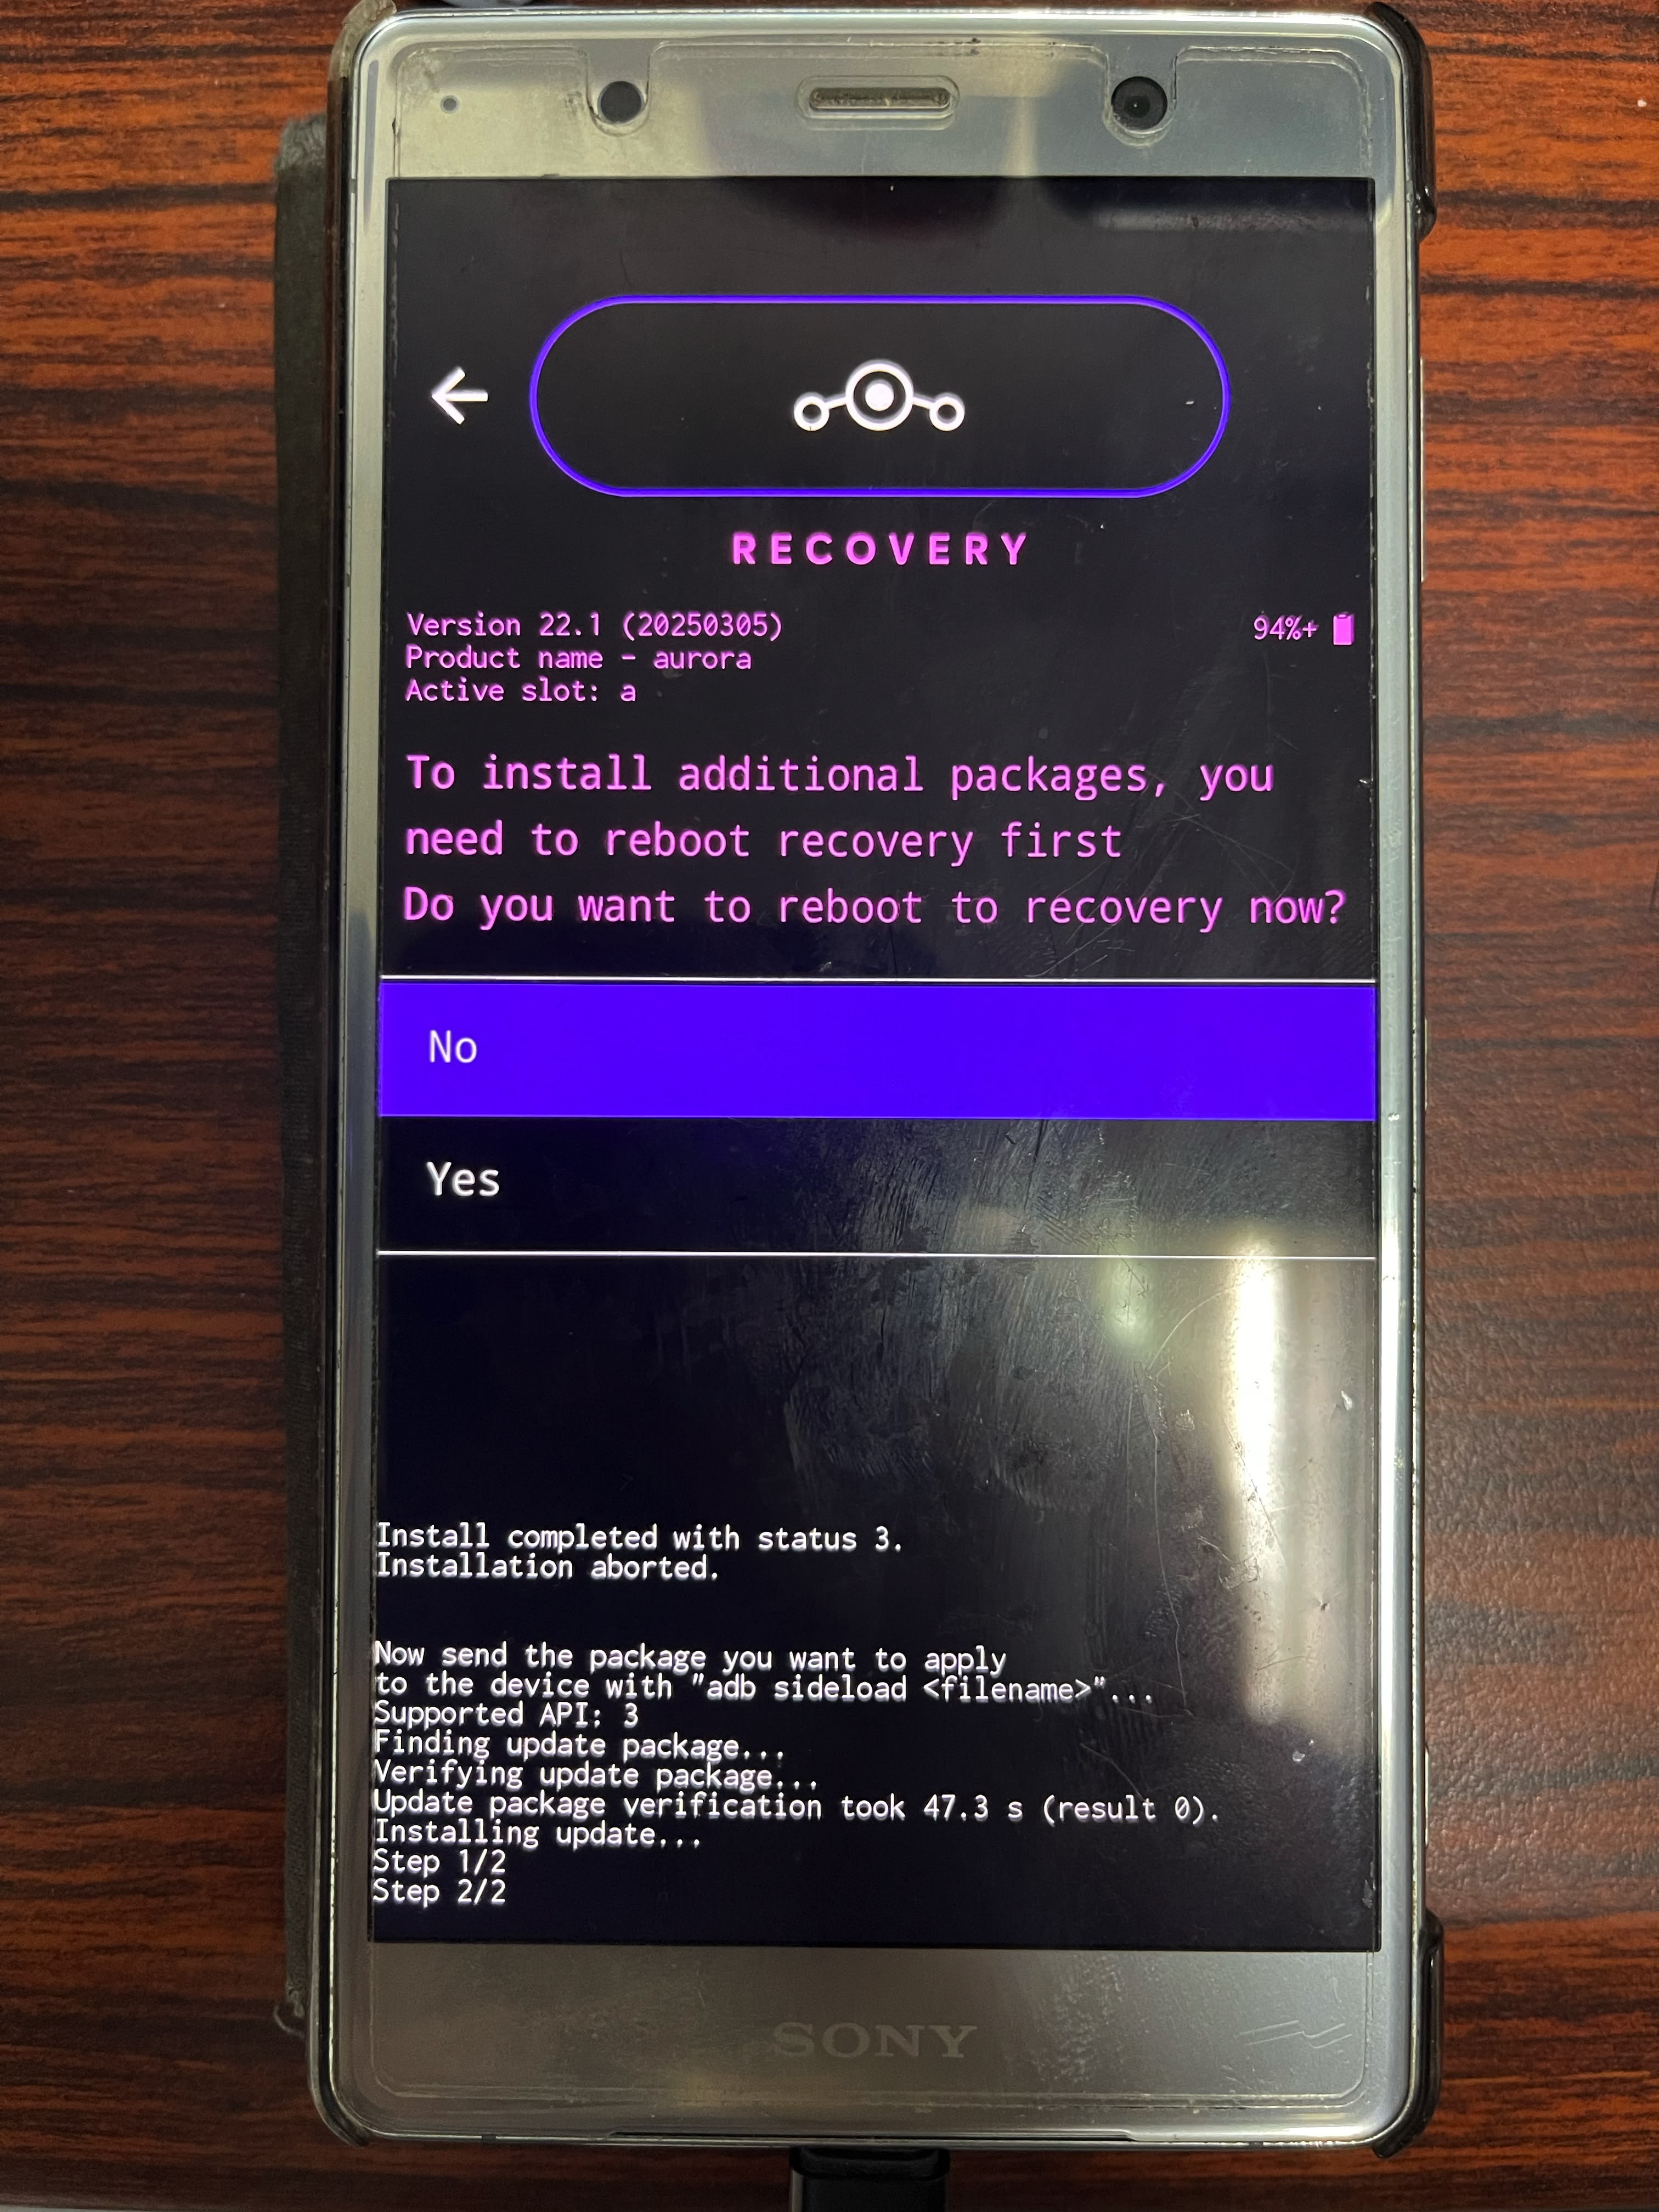 RECOVERY
Version 22.1 (20250305)
94%+
Product name - aurora
Active slot: a
To install additional packages, you
need to reboot recovery first
Do you want to reboot to recovery now?
No
Yes
Install completed with status 3.
Installation aborted.
Now send the package you want to apply
to the device with "adb sideload <filename>"...
Supported API: 3
Finding update package...
Verifying update package...
Update package verification took 47.3 s (result 0).
Installing update...
Step 1/2
Step 2/2
SONY